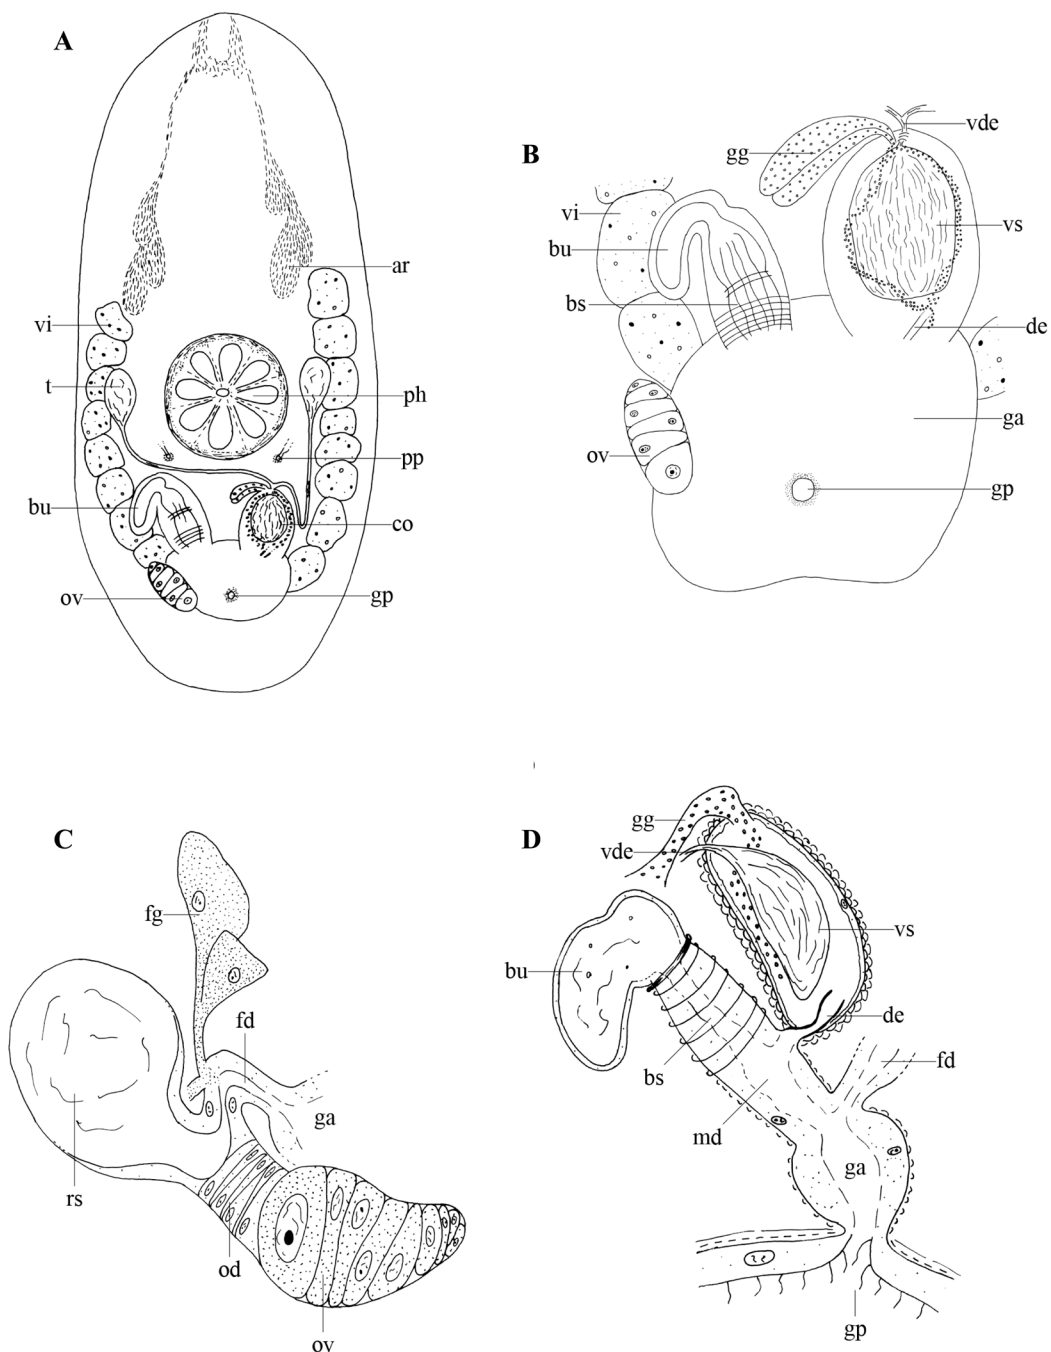 A
ar
vi
t
ph
pp
bu
co
ov
gp
B
vde
gg
vi
bu
vs
bs
de
ga
ov
gp
C
fg
fd
ga
rs
od
ov
D
gg
vde
vs
bu
de
bs
fd
md
ga
gp